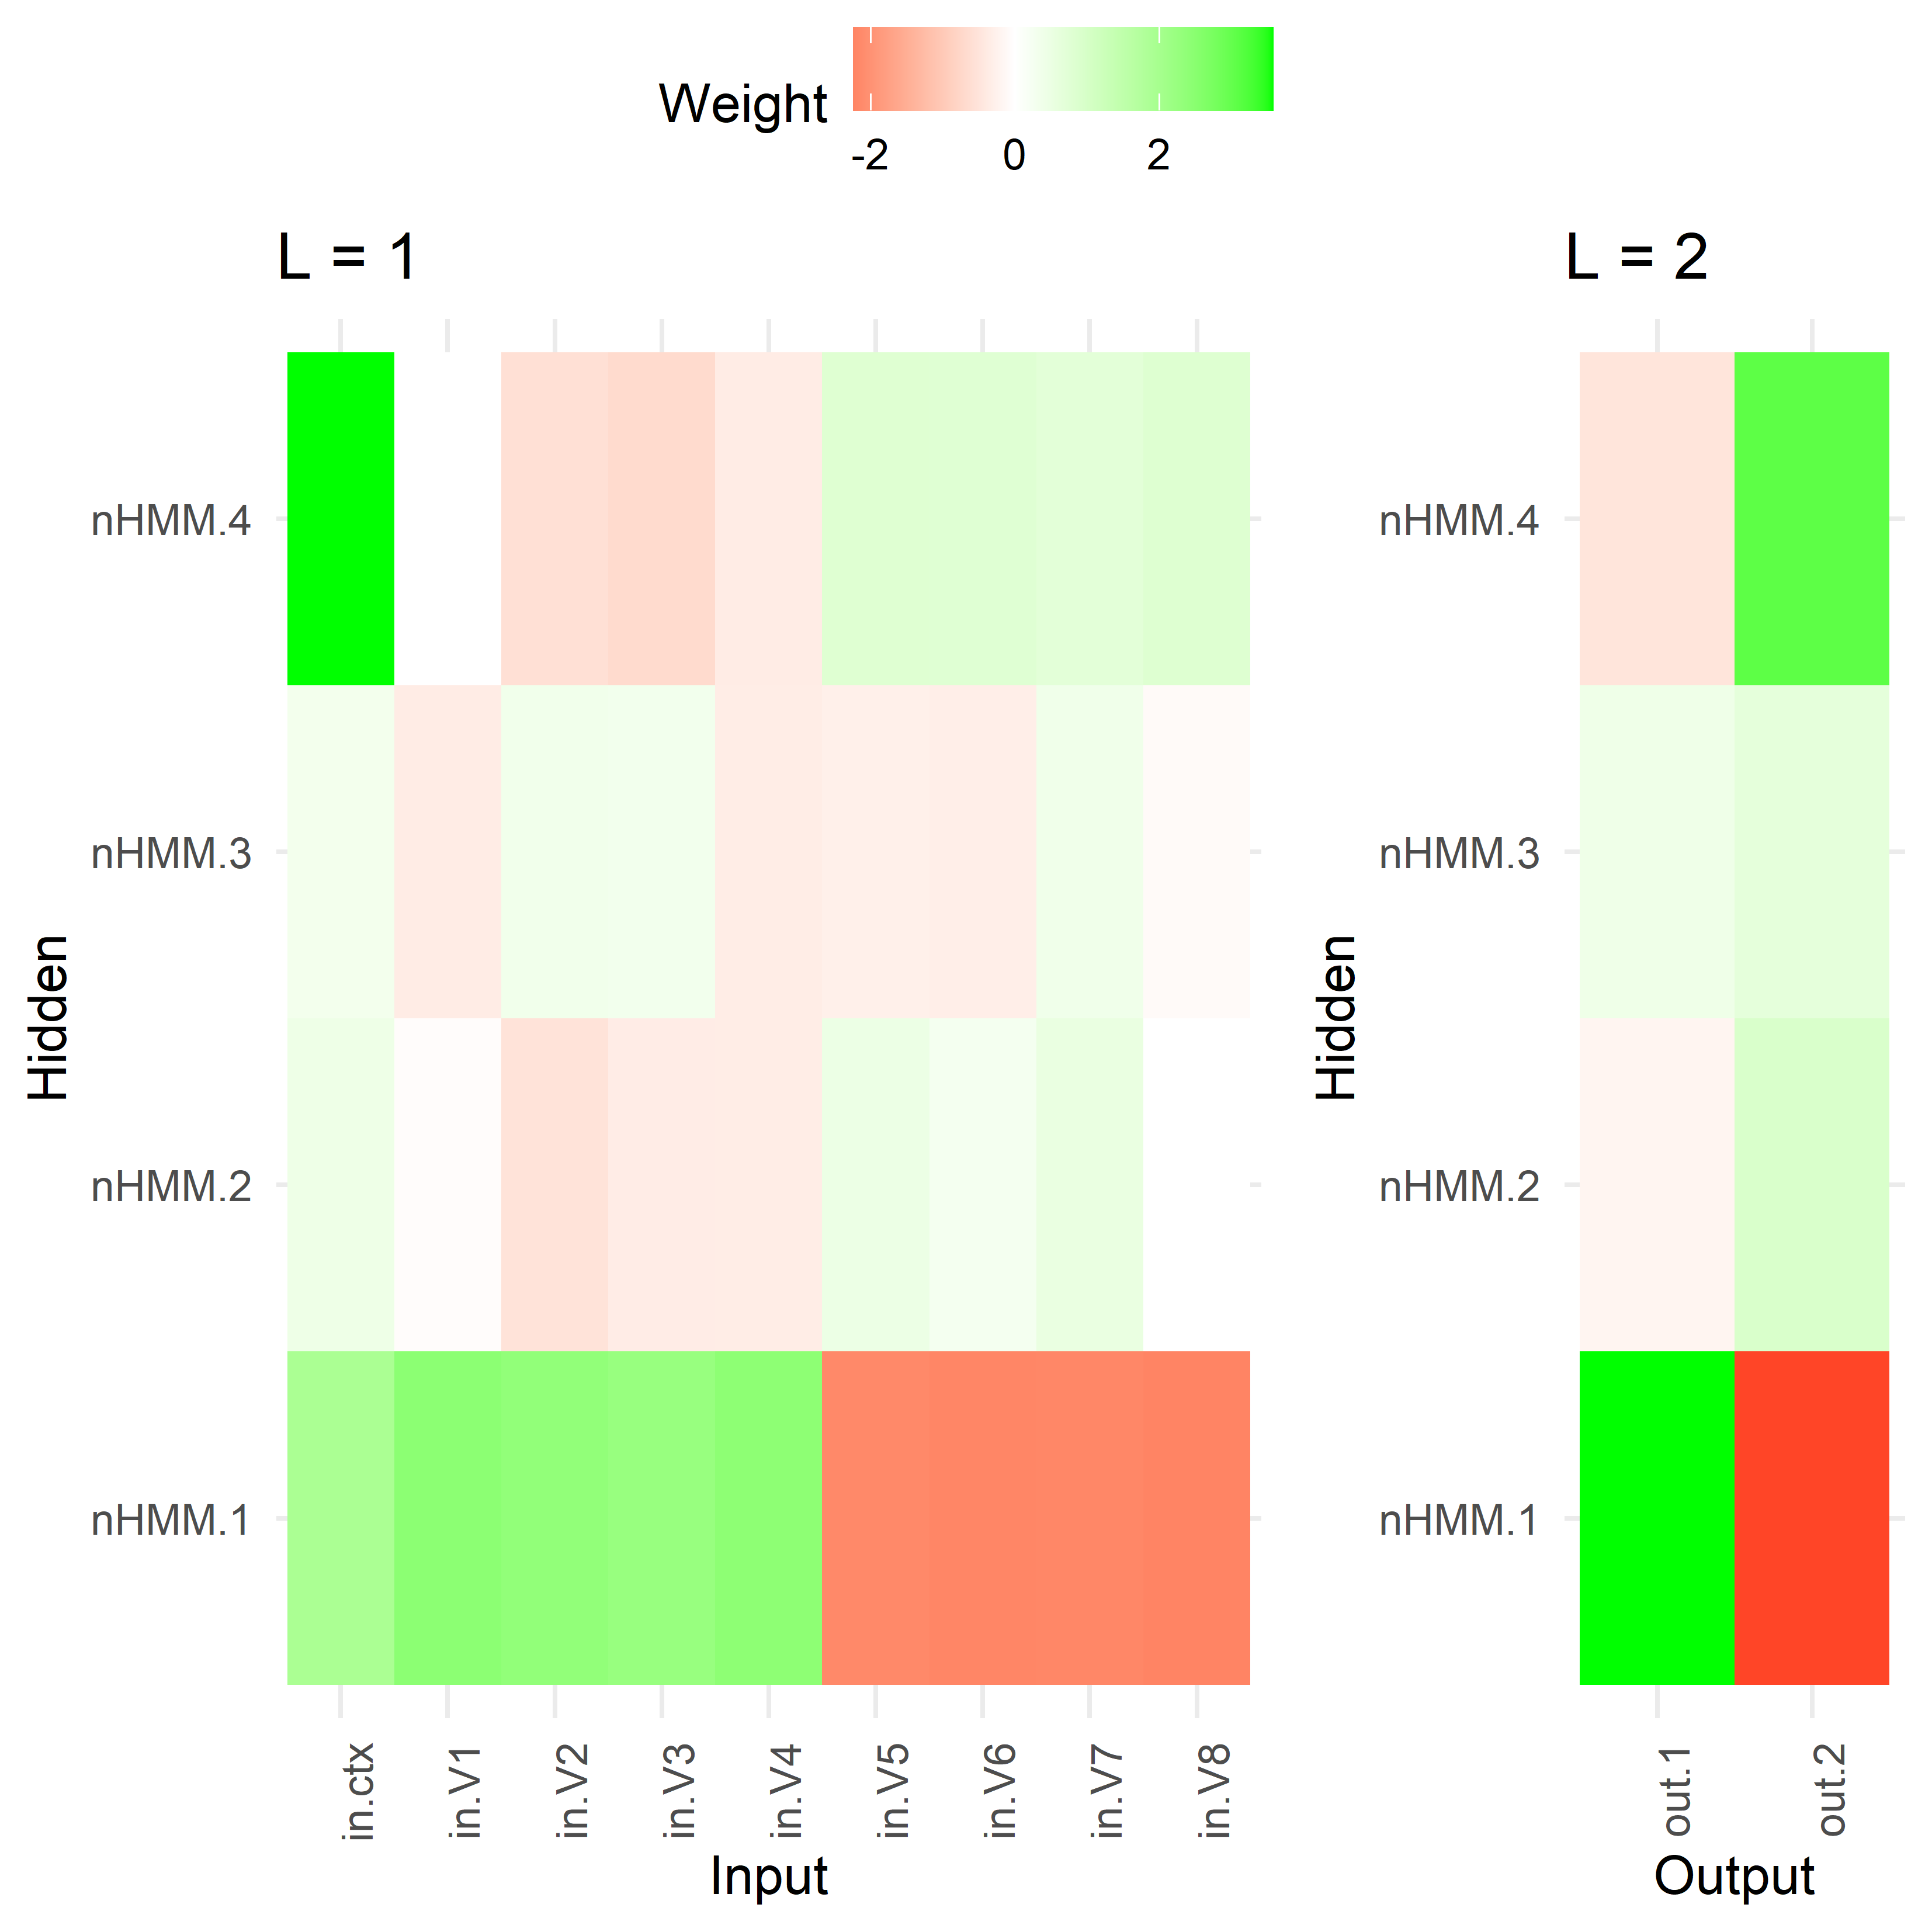 Weight
-2 0 2
L = 1
L = 2
nHMM.4
nHMM.3
nHMM.2
nHMM.1
Hidden
in.ctx in.V1 in.V2 in.V3 in.V4 in.V5 in.V6 in.V7 in.V8
Input
nHMM.4
nHMM.3
nHMM.2
nHMM.1
Hidden
out.1 out.2
Output